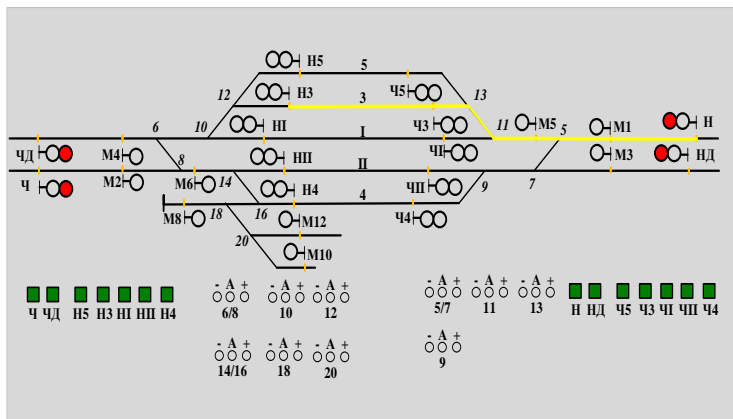 Н5 5
12 Н3 3 Ч5 13
НI I Ч3 11 М5 М1 Н
6 10 5
ЧД М4 НII II ЧI М3 НД
8
Ч М2 М6 14 Н4 4 ЧII 9 7
М8 18 16 М12 Ч4
20 М10
- А + - А + - А + - А + - А + - А +
6/8 10 12 5/7 11 13
Ч ЧД Н5 Н3 НI НII Н4 Н НД Ч5 Ч3 ЧI ЧII Ч4
- А + - А + - А + - А +
14/16 18 20 9